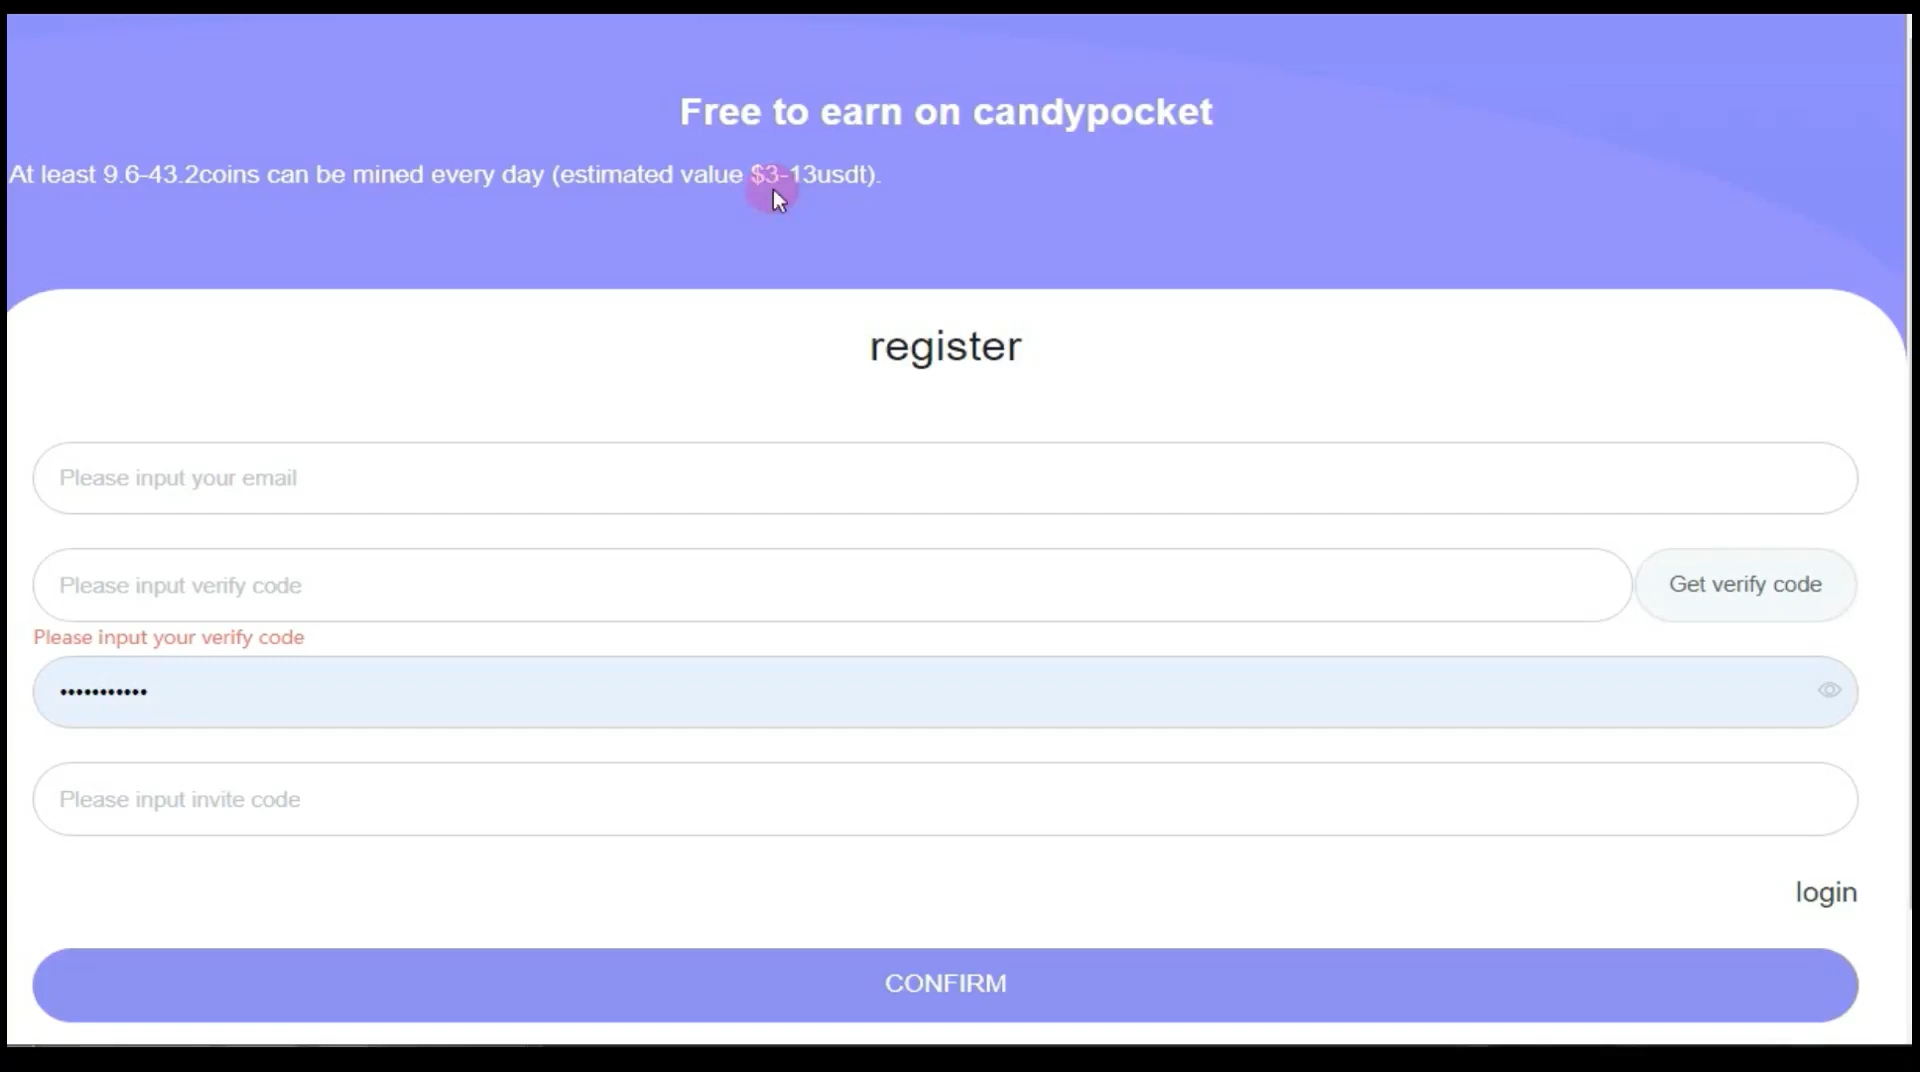 Free to earn on candypocket
At least 9.6-43.2coins can be mined every day (estimated value $3-13usdt).
register
Please input your email
Please input verify code
Get verify code
Please input your verify code
•••••••••••
Please input invite code
login
CONFIRM